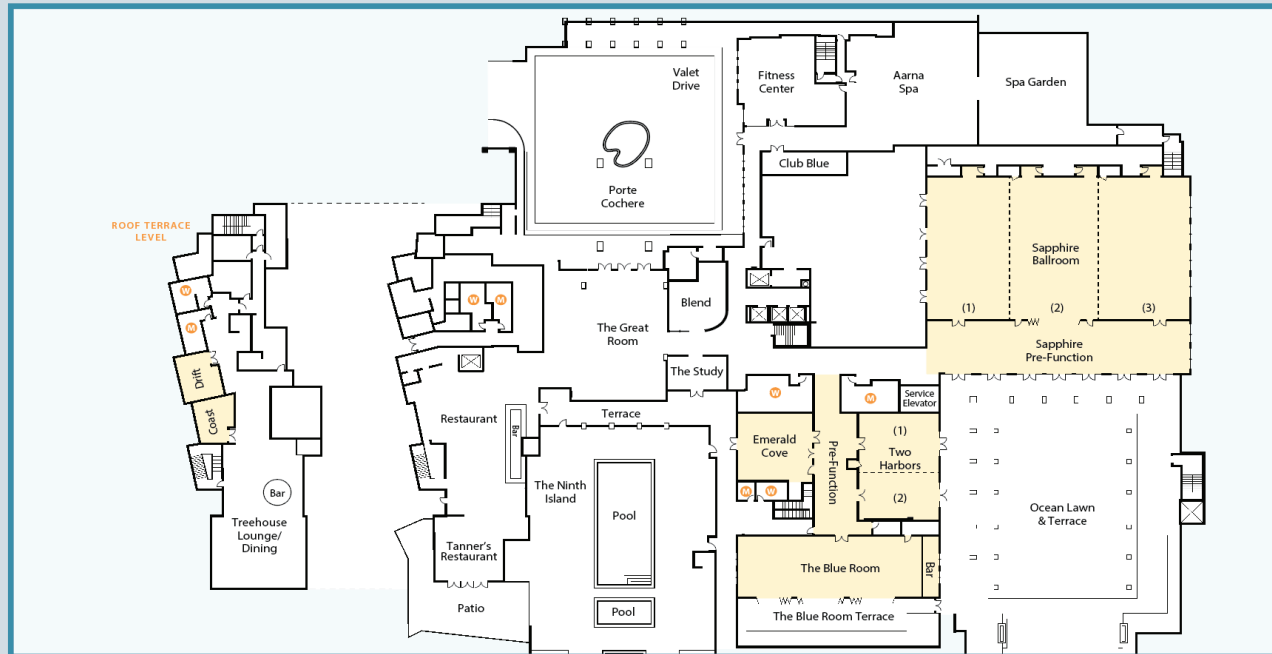 Valet
Drive
Fitness
Center
Aarna
Spa
Spa Garden
Club Blue
Porte
Cochere
ROOF TERRACE
LEVEL
W
M
Drift
Coast
Bar
Treehouse
Lounge/
Dining
W
M
Blend
The Great
Room
The Study
Restaurant
Bar
Terrace
Sapphire
Ballroom
(1)
(2)
(3)
Sapphire
Pre-Function
W
M
Service
Elevator
Emerald
Cove
Pre-Function
(1)
Two
Harbors
(2)
M
W
The Ninth
Island
Pool
Pool
Tanner's
Restaurant
Patio
The Blue Room
Bar
The Blue Room Terrace
Ocean Lawn
& Terrace